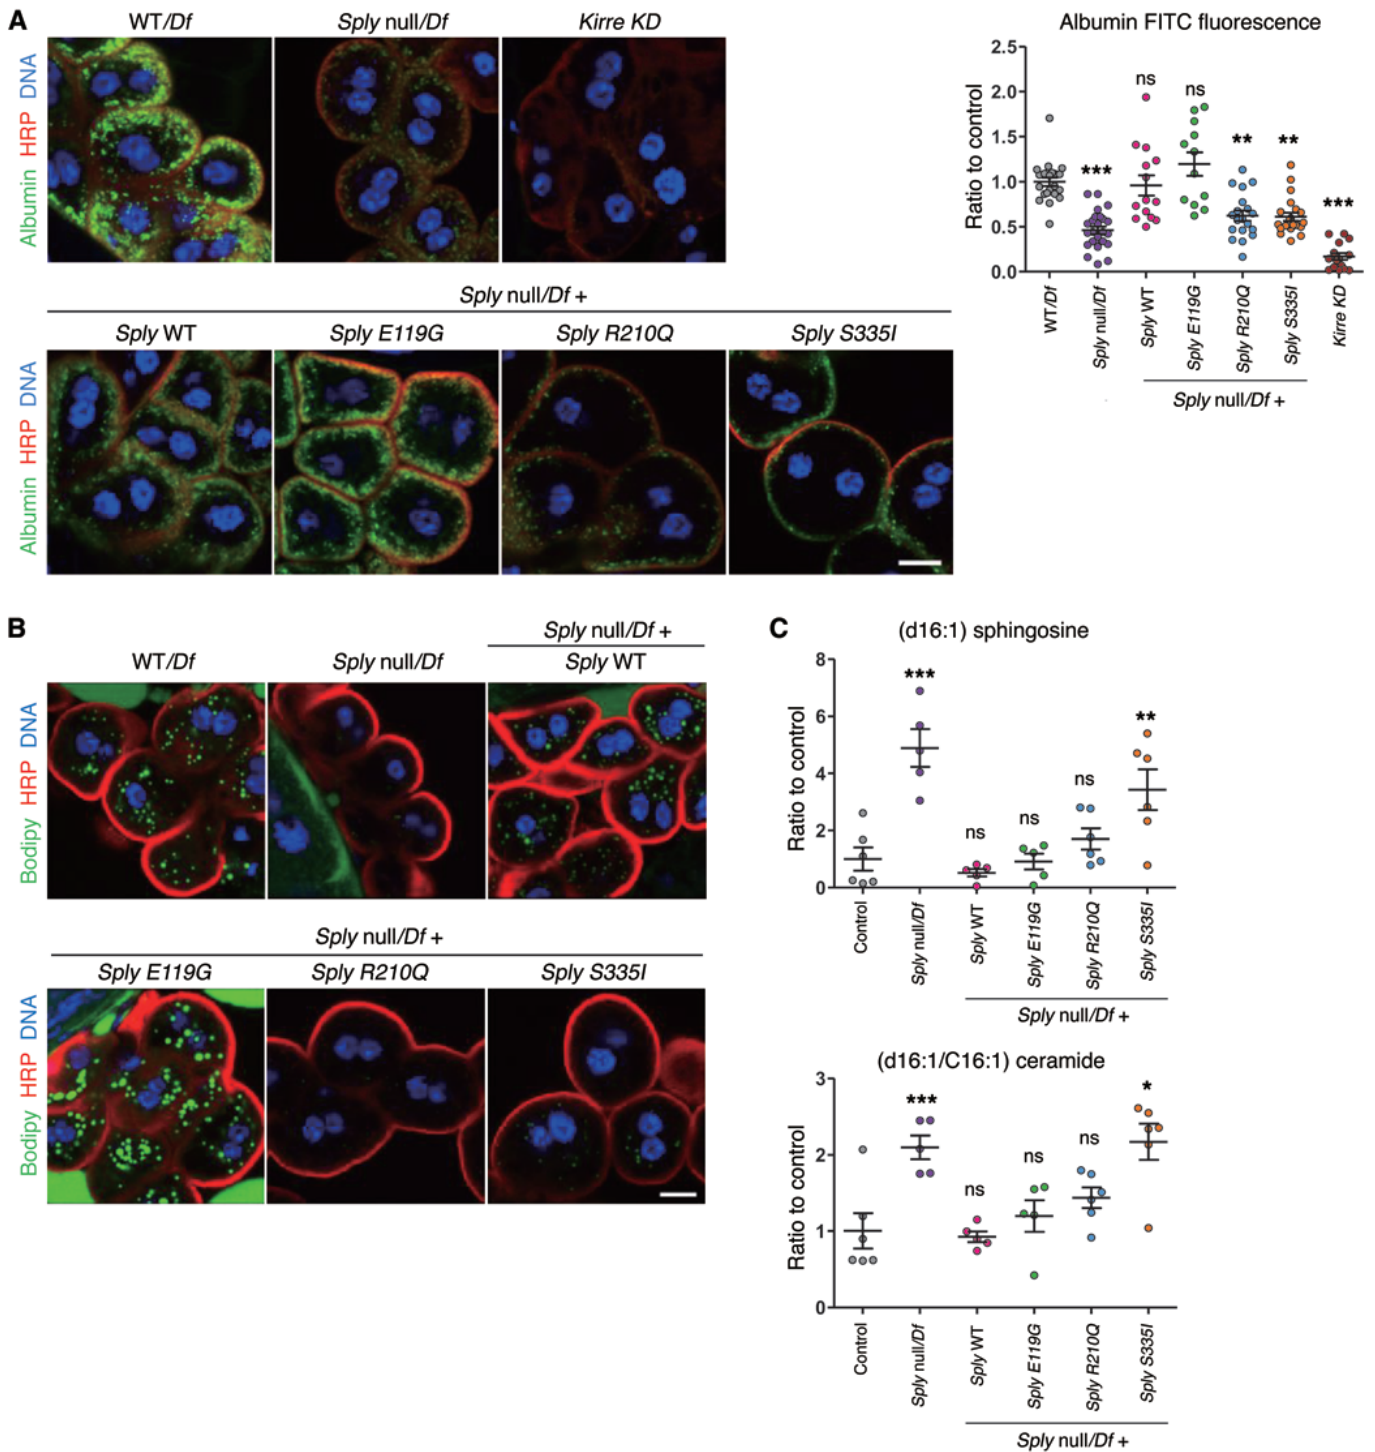 A
WT/Df
Sply null/Df
Kirre KD
Albumin HRP DNA
Sply null/Df +
Sply WT
Sply E119G
Sply R210Q
Sply S335I
Albumin HRP DNA
Albumin FITC fluorescence
Ratio to control
2.5
2.0
1.5
1.0
0.5
0.0
***
ns
ns
**
**
***
WT/Df
Sply null/Df
Sply WT
Sply E119G
Sply R210Q
Sply S335I
Kirre KD
Sply null/Df +
B
WT/Df
Sply null/Df
Sply null/Df +
Sply WT
Bodipy HRP DNA
Sply null/Df +
Sply E119G
Sply R210Q
Sply S335I
Bodipy HRP DNA
C
(d16:1) sphingosine
Ratio to control
8
6
4
2
0
***
ns
ns
ns
**
Control
Sply null/Df
Sply WT
Sply E119G
Sply R210Q
Sply S335I
Sply null/Df +
(d16:1/C16:1) ceramide
Ratio to control
3
2
1
0
***
ns
ns
ns
*
Control
Sply null/Df
Sply WT
Sply E119G
Sply R210Q
Sply S335I
Sply null/Df +